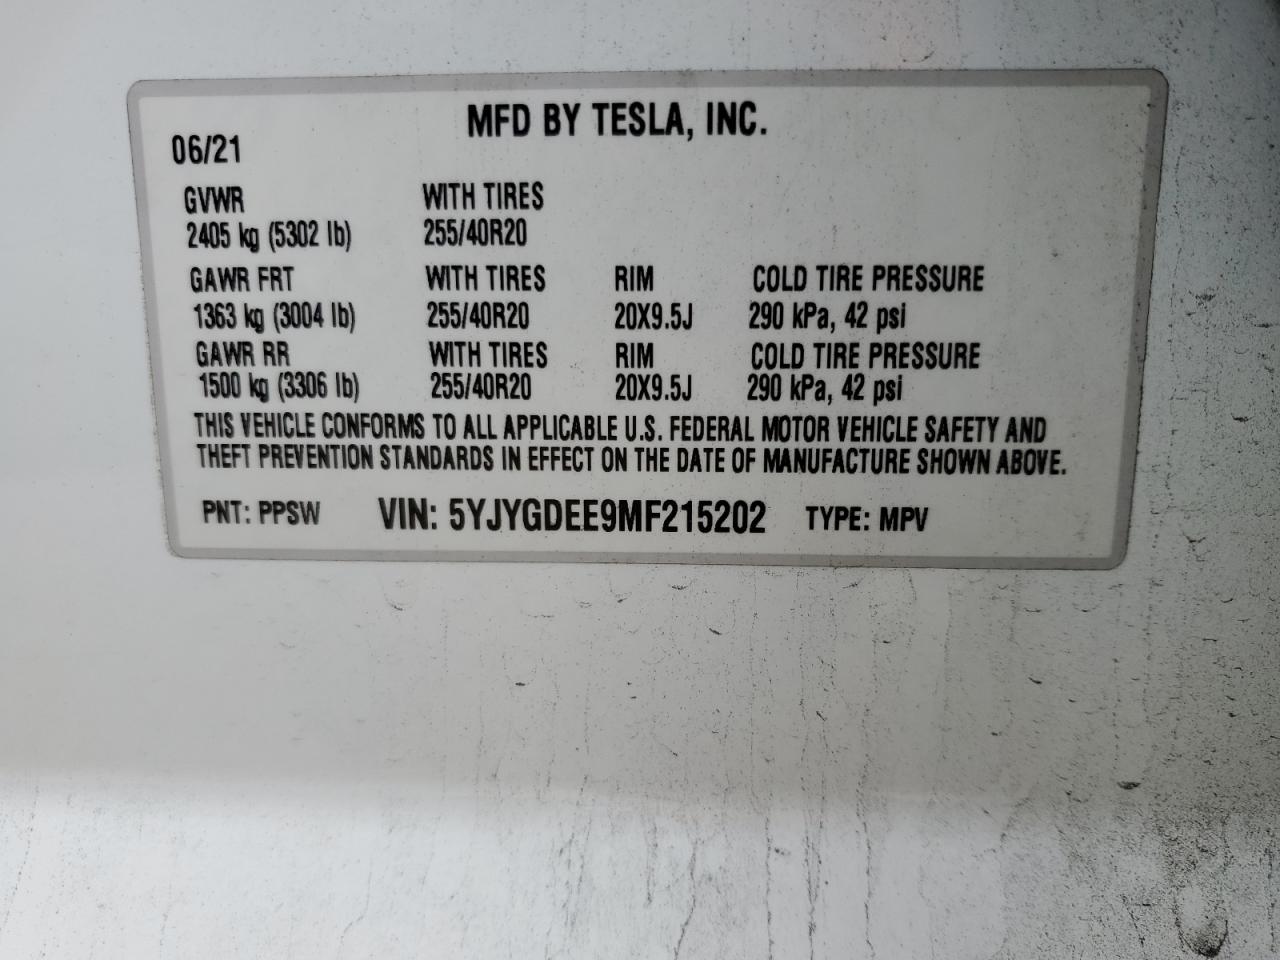 MFD BY TESLA, INC.
06/21
GVWR WITH TIRES
2405 kg (5302 lb) 255/40R20
GAWR FRT WITH TIRES RIM COLD TIRE PRESSURE
1363 kg (3004 lb) 255/40R20 20X9.5J 290 kPa, 42 psi
GAWR RR WITH TIRES RIM COLD TIRE PRESSURE
1500 kg (3306 lb) 255/40R20 20X9.5J 290 kPa, 42 psi
THIS VEHICLE CONFORMS TO ALL APPLICABLE U.S. FEDERAL MOTOR VEHICLE SAFETY AND
THEFT PREVENTION STANDARDS IN EFFECT ON THE DATE OF MANUFACTURE SHOWN ABOVE.
PNT: PPSW VIN: 5YJYGDEE9MF215202 TYPE: MPV